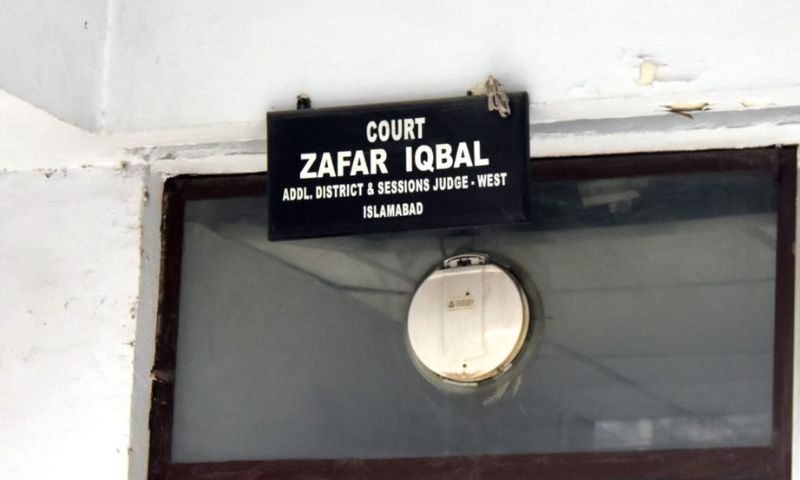 COURT
ZAFAR IQBAL
ADDL. DISTRICT & SESSIONS JUDGE - WEST
ISLAMABAD